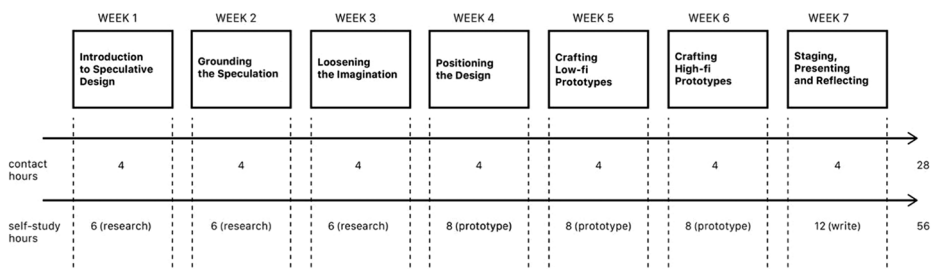 WEEK 1 WEEK 2 WEEK 3 WEEK 4 WEEK 5 WEEK 6 WEEK 7
Introduction
to Speculative
Design
Grounding
the Speculation
Loosening
the Imagination
Positioning
the Design
Crafting
Low-fi
Prototypes
Crafting
High-fi
Prototypes
Staging,
Presenting
and Reflecting
contact
hours
4 4 4 4 4 4 4 28
self-study
hours
6 (research) 6 (research) 6 (research) 8 (prototype) 8 (prototype) 8 (prototype) 12 (write) 56